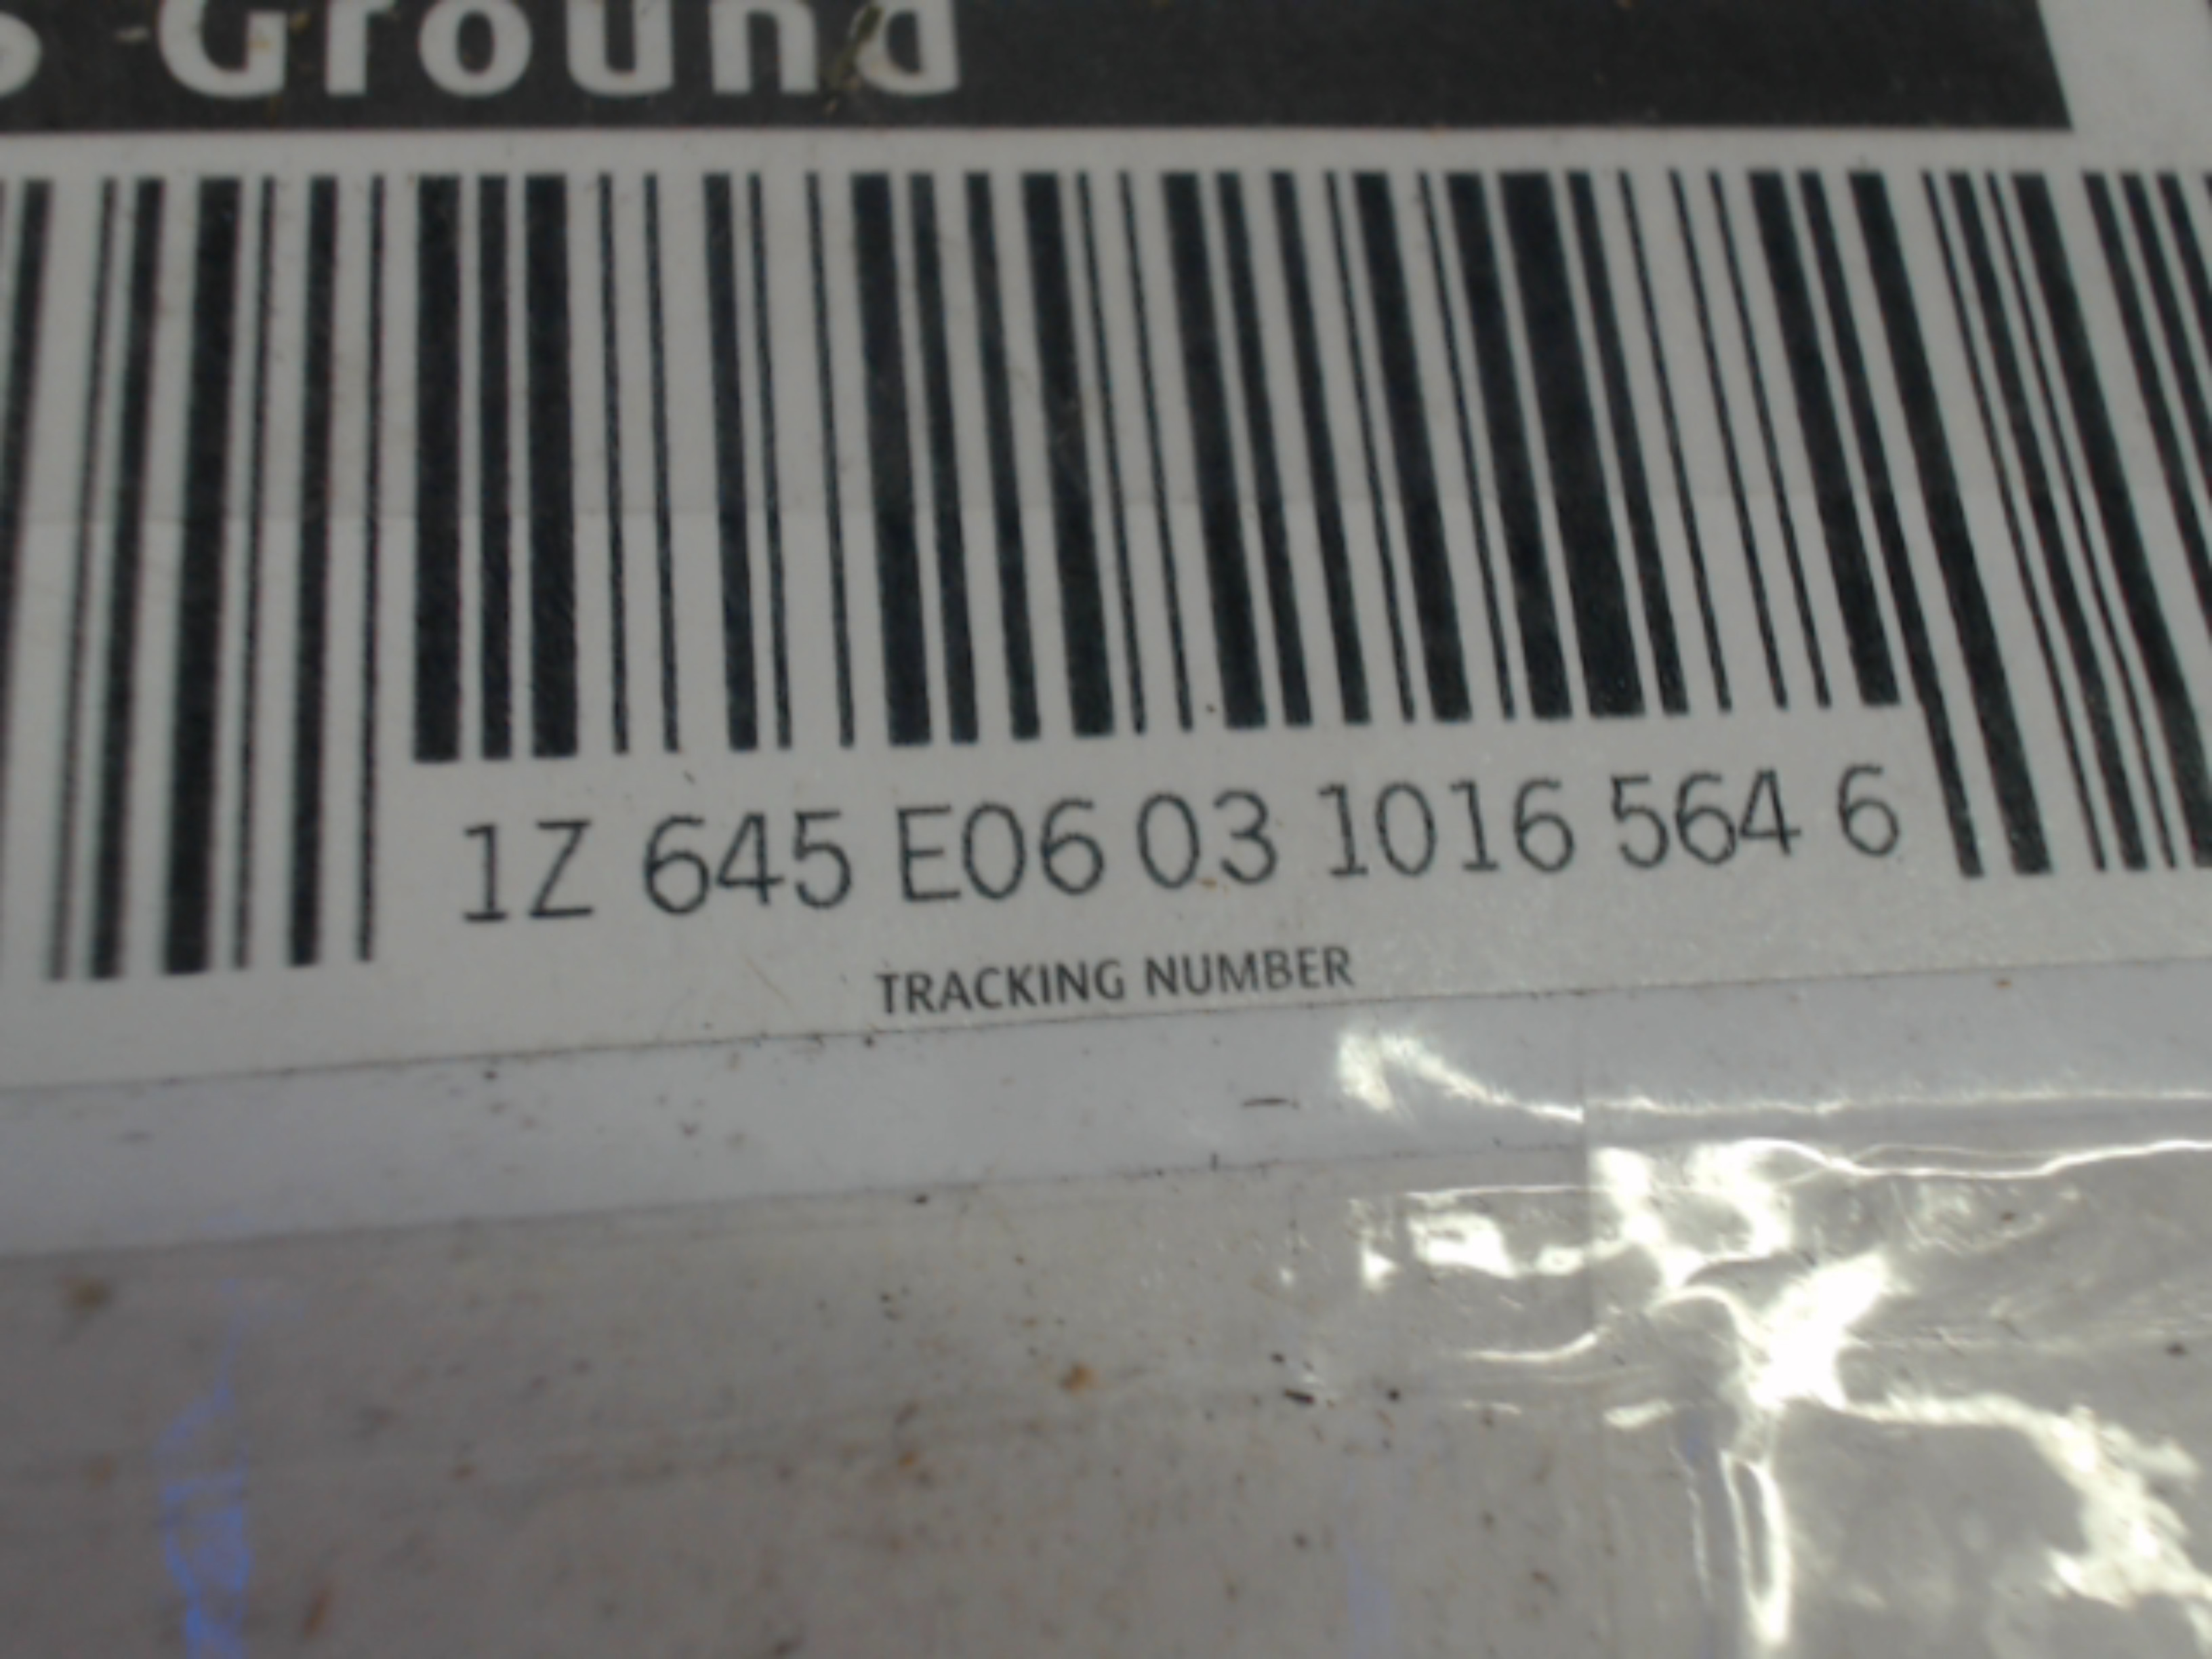 Ground
1Z 645 E06 03 1016 564 6
TRACKING NUMBER